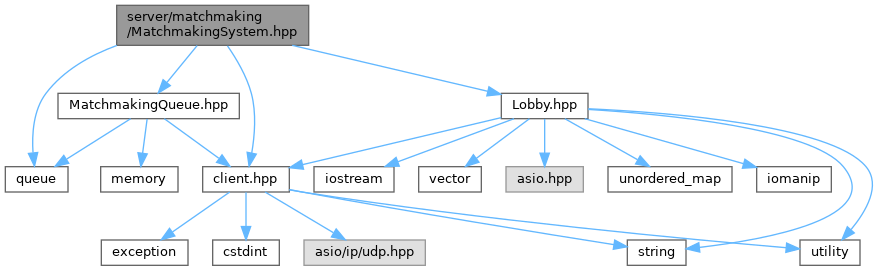 server/matchmaking
/MatchmakingSystem.hpp
MatchmakingQueue.hpp
Lobby.hpp
queue
memory
client.hpp
iostream
vector
asio.hpp
unordered_map
iomanip
exception
cstdint
asio/ip/udp.hpp
string
utility